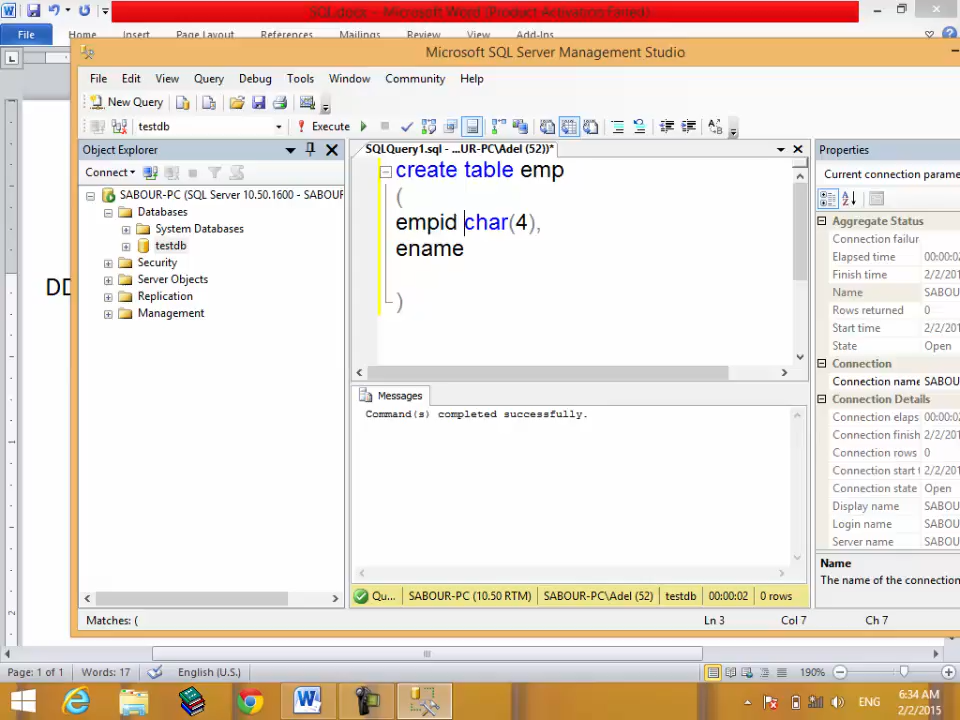 SQL.docx - Microsoft Word (Product Activation Failed)
File Home Insert Page Layout References Mailings Review View Add-Ins
Microsoft SQL Server Management Studio
File Edit View Query Debug Tools Window Community Help
New Query
testdb Execute
Object Explorer
SQLQuery1.sql - ...UR-PC\Adel (52))*
Properties
Connect
SABOUR-PC (SQL Server 10.50.1600 - SABOUR
Databases
System Databases
testdb
Security
Server Objects
Replication
Management
create table emp
(
empid char(4),
ename
)
Messages
Command(s) completed successfully.
Current connection parame
Aggregate Status
Connection failur
Elapsed time 00:00:02
Finish time 2/2/201
Name SABOU
Rows returned 0
Start time 2/2/201
State Open
Connection
Connection name SABOU
Connection Details
Connection elaps 00:00:02
Connection finish 2/2/201
Connection rows 0
Connection start t 2/2/201
Connection state Open
Display name SABOU
Login name SABOU
Server name SABOU
Name
The name of the connection
Qu... SABOUR-PC (10.50 RTM) SABOUR-PC\Adel (52) testdb 00:00:02 0 rows
Matches: ( Ln 3 Col 7 Ch 7
DD
Page: 1 of 1 Words: 17 English (U.S.) 190%
ENG 6:34 AM
2/2/2015